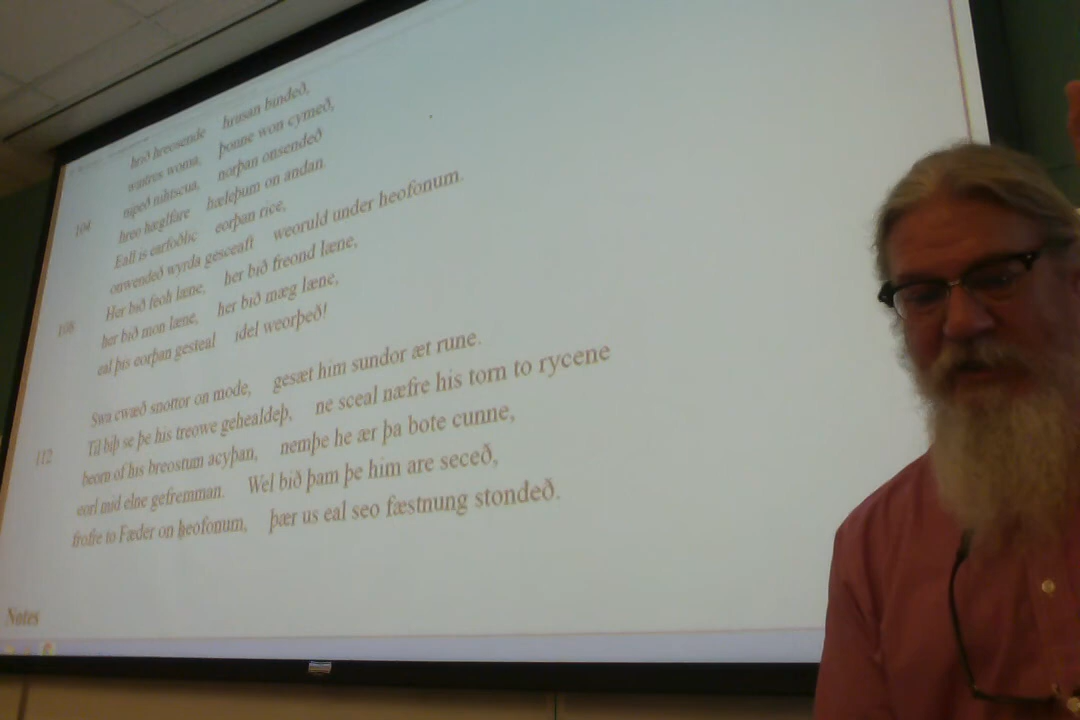 hrið hreosende hrusan bindeð,
wintres woma, þonne won cymeð,
nipeð nihtscua, norþan onsendeð
104 hreo hæglfare hæleþum on andan.
Eall is earfoðlic eorþan rice,
onwendeð wyrda gesceaft weoruld under heofonum.
Her bið feoh læne, her bið freond læne,
108 her bið mon læne, her bið mæg læne,
eal þis eorþan gesteal idel weorþeð!
Swa cwæð snottor on mode, gesæt him sundor æt rune.
Til biþ se þe his treowe gehealdeþ, ne sceal næfre his torn to rycene
112 beorn of his breostum acyþan, nemþe he ær þa bote cunne,
eorl mid elne gefremman. Wel bið þam þe him are seceð,
frofre to Fæder on heofonum, þær us eal seo fæstnung stondeð.
Notes